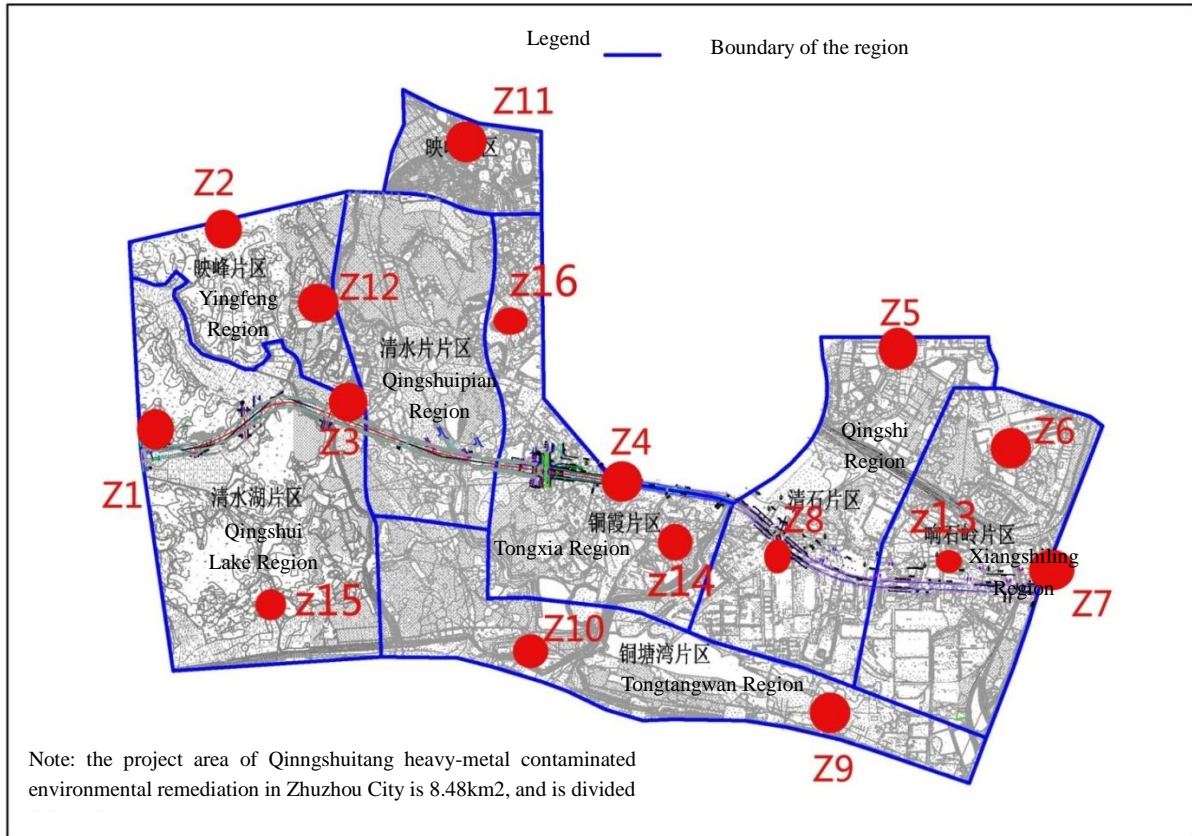 Legend
Boundary of the region
Z11
Z2
映峰片区
Yingfeng
Region
Z12
z16
清水片片区
Qingshuipian
Region
Z5
Z3
Z4
Qingshi
Region
Z6
Z1
清水湖片区
Qingshui
Lake Region
铜霞片区
Tongxia Region
清石片区
Z8
z13
响石岭片区
Xiangshiling
Region
z14
z15
Z7
Z10
铜塘湾片区
Tongtangwan Region
Z9
Note: the project area of Qinngshuitang heavy-metal contaminated
environmental remediation in Zhuzhou City is 8.48km2, and is divided